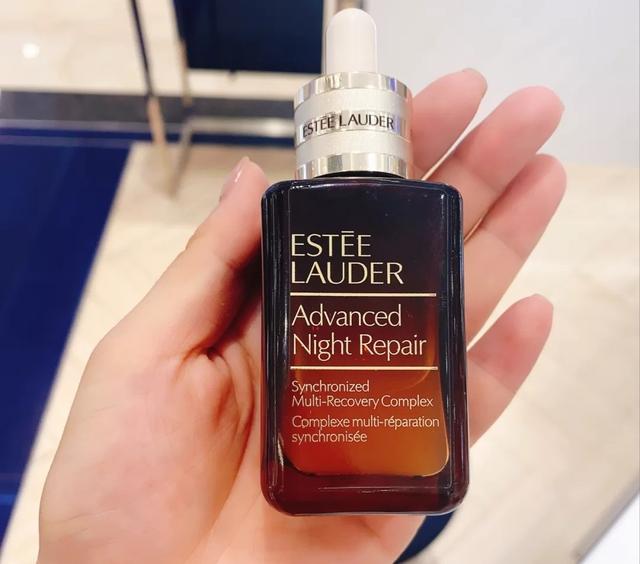 ESTĒE LAUDER
ESTĒE
LAUDER
Advanced
Night Repair
Synchronized
Multi-Recovery Complex
Complexe multi-réparation
synchronisée